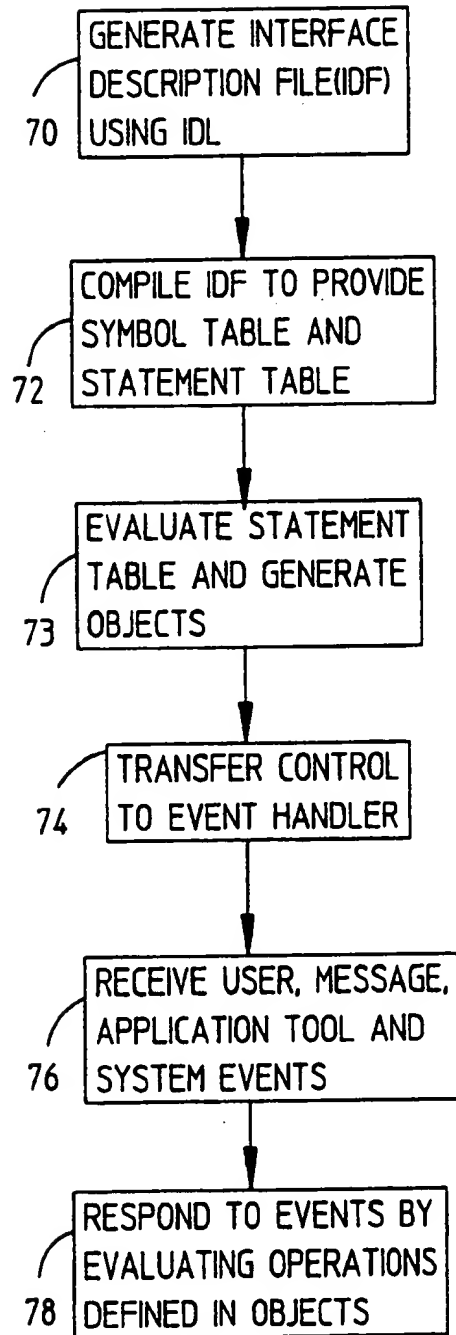 GENERATE INTERFACE
DESCRIPTION FILE(IDF)
USING IDL
70
COMPILE IDF TO PROVIDE
SYMBOL TABLE AND
STATEMENT TABLE
72
EVALUATE STATEMENT
TABLE AND GENERATE
OBJECTS
73
TRANSFER CONTROL
TO EVENT HANDLER
74
RECEIVE USER, MESSAGE,
APPLICATION TOOL AND
SYSTEM EVENTS
76
RESPOND TO EVENTS BY
EVALUATING OPERATIONS
DEFINED IN OBJECTS
78